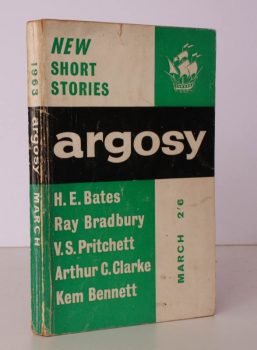 1963 argosy MARCH
NEW
SHORT
STORIES
argosy
H. E. Bates
Ray Bradbury
V. S. Pritchett
Arthur C. Clarke
Kem Bennett
MARCH 2'6